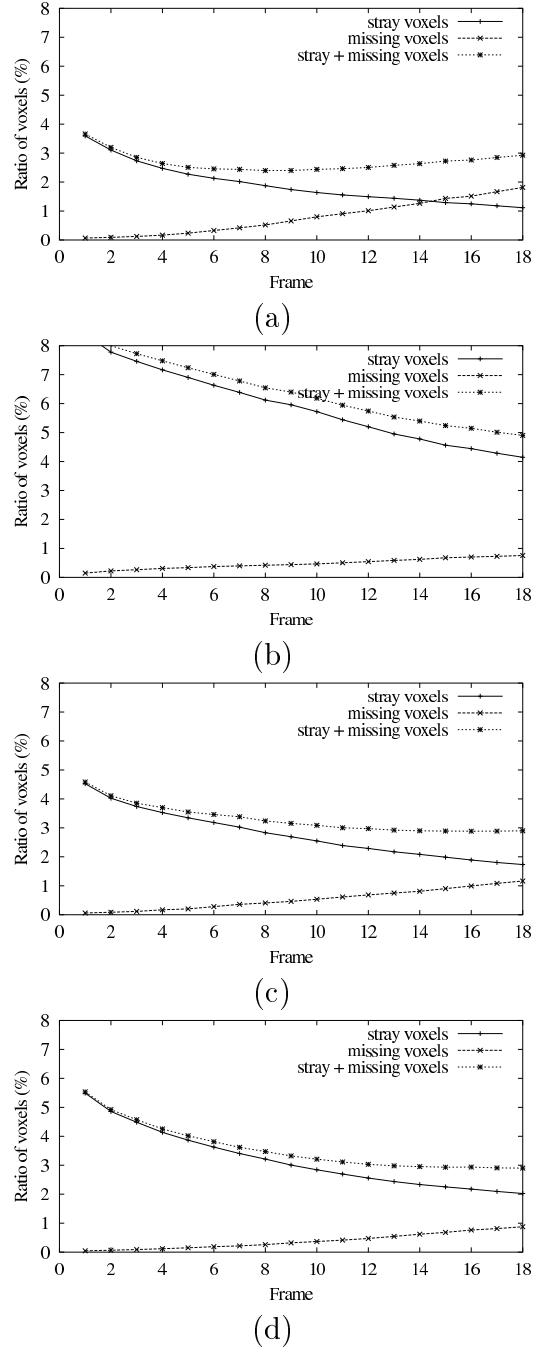 8
7
6
5
4
3
2
1
0
Ratio of voxels (%)
stray voxels
missing voxels
stray + missing voxels
0 2 4 6 8 10 12 14 16 18
Frame
(a)
8
7
6
5
4
3
2
1
0
Ratio of voxels (%)
stray voxels
missing voxels
stray + missing voxels
0 2 4 6 8 10 12 14 16 18
Frame
(b)
8
7
6
5
4
3
2
1
0
Ratio of voxels (%)
stray voxels
missing voxels
stray + missing voxels
0 2 4 6 8 10 12 14 16 18
Frame
(c)
8
7
6
5
4
3
2
1
0
Ratio of voxels (%)
stray voxels
missing voxels
stray + missing voxels
0 2 4 6 8 10 12 14 16 18
Frame
(d)